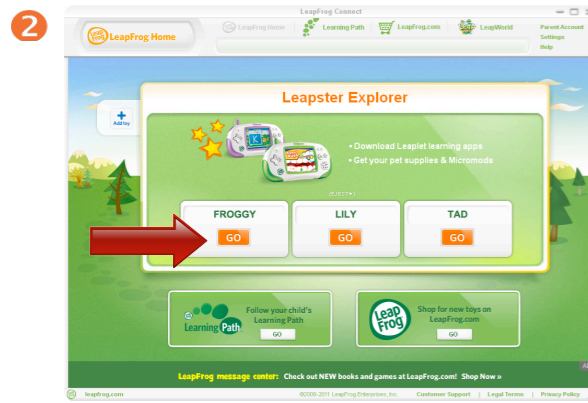 2
LeapFrog Connect
LeapFrog Home
LeapFrog Home
Learning Path
LeapFrog.com
LeapWorld
Parent Account
Settings
Help
Add toy
Leapster Explorer
• Download Leaplet learning apps
• Get your pet supplies & Micromods
FROGGY
LILY
TAD
GO
GO
GO
Follow your child's
Learning Path
GO
Learning Path
Leap
Frog
Shop for new toys on
LeapFrog.com
GO
LeapFrog message center: Check out NEW books and games at LeapFrog.com! Shop Now »
leapfrog.com
©2008-2011 LeapFrog Enterprises, Inc.
Customer Support | Legal Terms | Privacy Policy